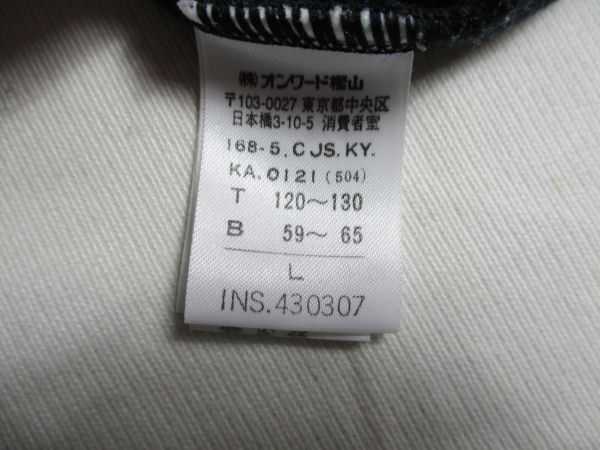 ㈱オンワード樫山
〒103-0027 東京都中央区
日本橋3-10-5 消費者室
168-5.CJS.KY.
KA.0121(504)
T 120〜130
B 59〜 65
L
INS.430307